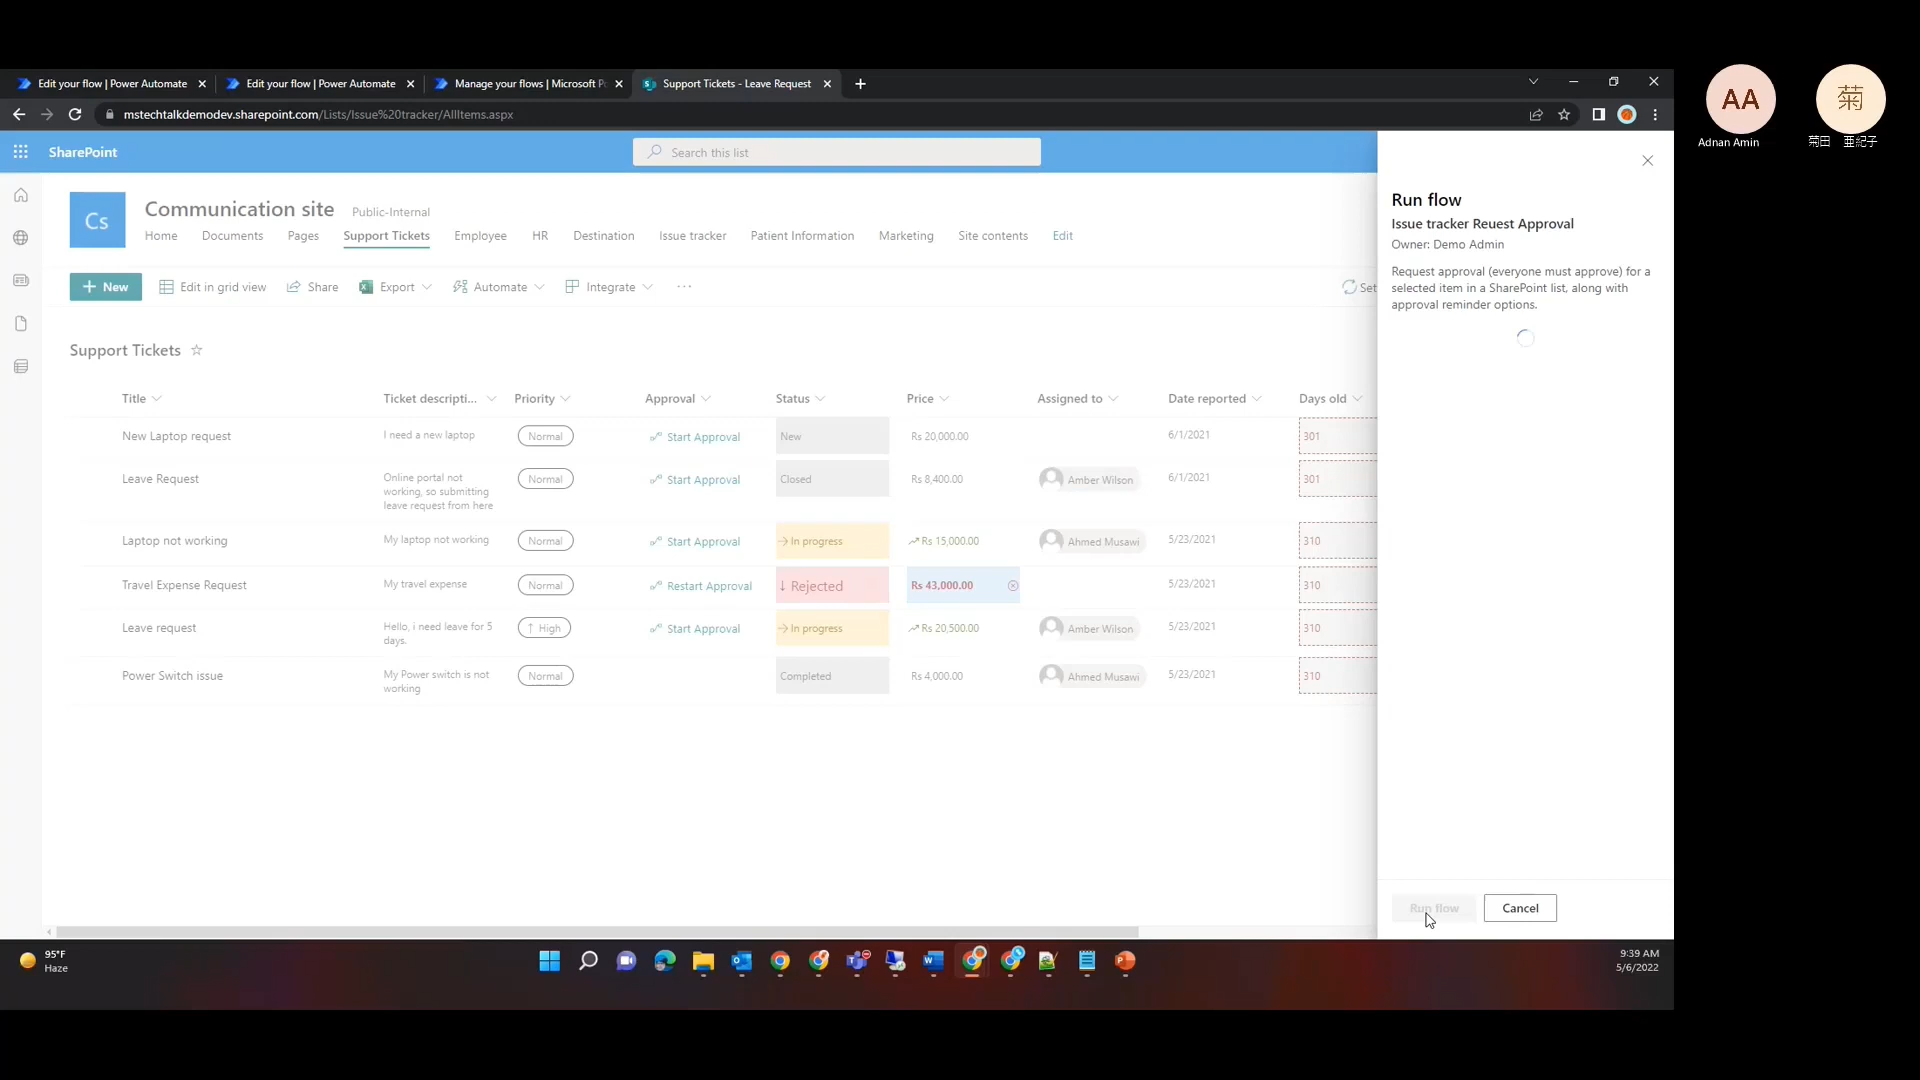 Edit your flow | Power Automate
Edit your flow | Power Automate
Manage your flows | Microsoft P
Support Tickets - Leave Request
mstechtalkdemodev.sharepoint.com/Lists/Issue%20tracker/AllItems.aspx
AA
菊
Adnan Amin
菊田 亜紀子
SharePoint
Search this list
Cs
Communication site
Public-Internal
Home Documents Pages Support Tickets Employee HR Destination Issue tracker Patient Information Marketing Site contents Edit
New Edit in grid view Share Export Automate Integrate ... Set
Support Tickets
Title Ticket descripti... Priority Approval Status Price Assigned to Date reported Days old
New Laptop request I need a new laptop Normal Start Approval New Rs 20,000.00 6/1/2021 301
Leave Request Online portal not Normal Start Approval Closed Rs 8,400.00 Amber Wilson 6/1/2021 301
working, so submitting
leave request from here
Laptop not working My laptop not working Normal Start Approval In progress Rs 15,000.00 Ahmed Musawi 5/23/2021 310
Travel Expense Request My travel expense Normal Restart Approval Rejected Rs 43,000.00 5/23/2021 310
Leave request Hello, i need leave for 5 High Start Approval In progress Rs 20,500.00 Amber Wilson 5/23/2021 310
days.
Power Switch issue My Power switch is not Normal Completed Rs 4,000.00 Ahmed Musawi 5/23/2021 310
working
Run flow
Issue tracker Reuest Approval
Owner: Demo Admin
Request approval (everyone must approve) for a
selected item in a SharePoint list, along with
approval reminder options.
Run flow Cancel
95°F
Haze
9:39 AM
5/6/2022